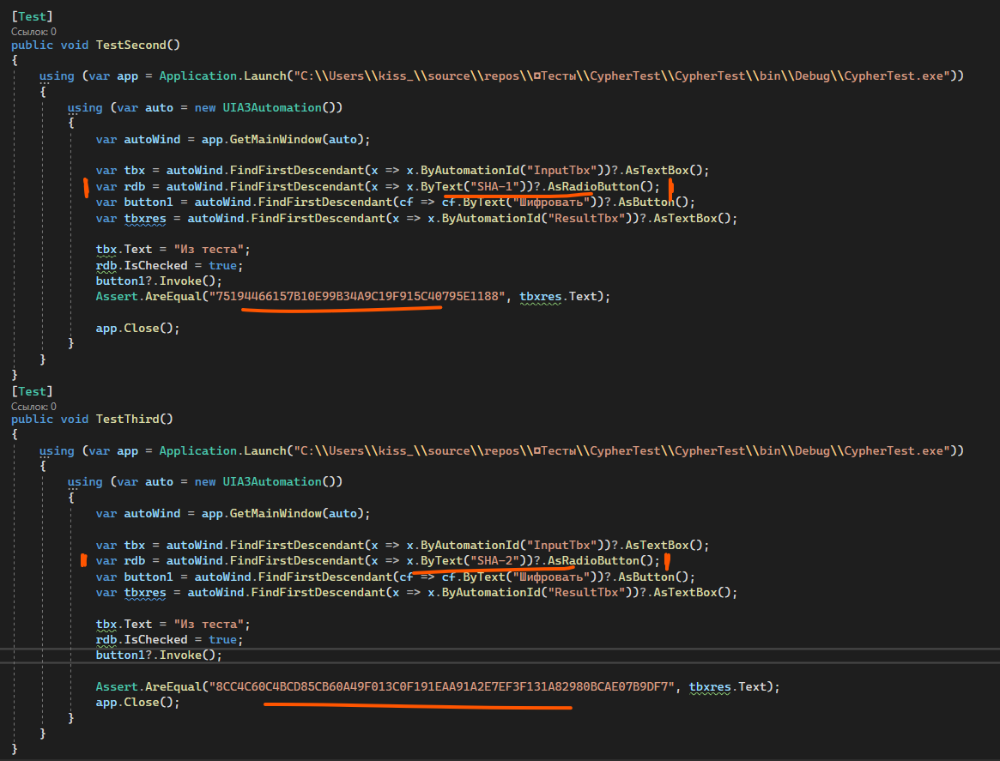 [Test]
Ссылок: 0
public void TestSecond()
{
using (var app = Application.Launch("C:\\Users\\kiss_\\source\\repos\\¤Тесты\\CypherTest\\CypherTest\\bin\\Debug\\CypherTest.exe"))
{
using (var auto = new UIA3Automation())
{
var autoWind = app.GetMainWindow(auto);
var tbx = autoWind.FindFirstDescendant(x => x.ByAutomationId("InputTbx"))?.AsTextBox();
var rdb = autoWind.FindFirstDescendant(x => x.ByText("SHA-1"))?.AsRadioButton();
var button1 = autoWind.FindFirstDescendant(cf => cf.ByText("Шифровать"))?.AsButton();
var tbxres = autoWind.FindFirstDescendant(x => x.ByAutomationId("ResultTbx"))?.AsTextBox();
tbx.Text = "Из теста";
rdb.IsChecked = true;
button1?.Invoke();
Assert.AreEqual("75194466157B10E99B34A9C19F915C40795E1188", tbxres.Text);
app.Close();
}
}
}
[Test]
Ссылок: 0
public void TestThird()
{
using (var app = Application.Launch("C:\\Users\\kiss_\\source\\repos\\¤Тесты\\CypherTest\\CypherTest\\bin\\Debug\\CypherTest.exe"))
{
using (var auto = new UIA3Automation())
{
var autoWind = app.GetMainWindow(auto);
var tbx = autoWind.FindFirstDescendant(x => x.ByAutomationId("InputTbx"))?.AsTextBox();
var rdb = autoWind.FindFirstDescendant(x => x.ByText("SHA-2"))?.AsRadioButton();
var button1 = autoWind.FindFirstDescendant(cf => cf.ByText("Шифровать"))?.AsButton();
var tbxres = autoWind.FindFirstDescendant(x => x.ByAutomationId("ResultTbx"))?.AsTextBox();
tbx.Text = "Из теста";
rdb.IsChecked = true;
button1?.Invoke();
Assert.AreEqual("8CC4C60C4BCD85CB60A49F013C0F191EAA91A2E7EF3F131A82980BCAE07B9DF7", tbxres.Text);
app.Close();
}
}
}